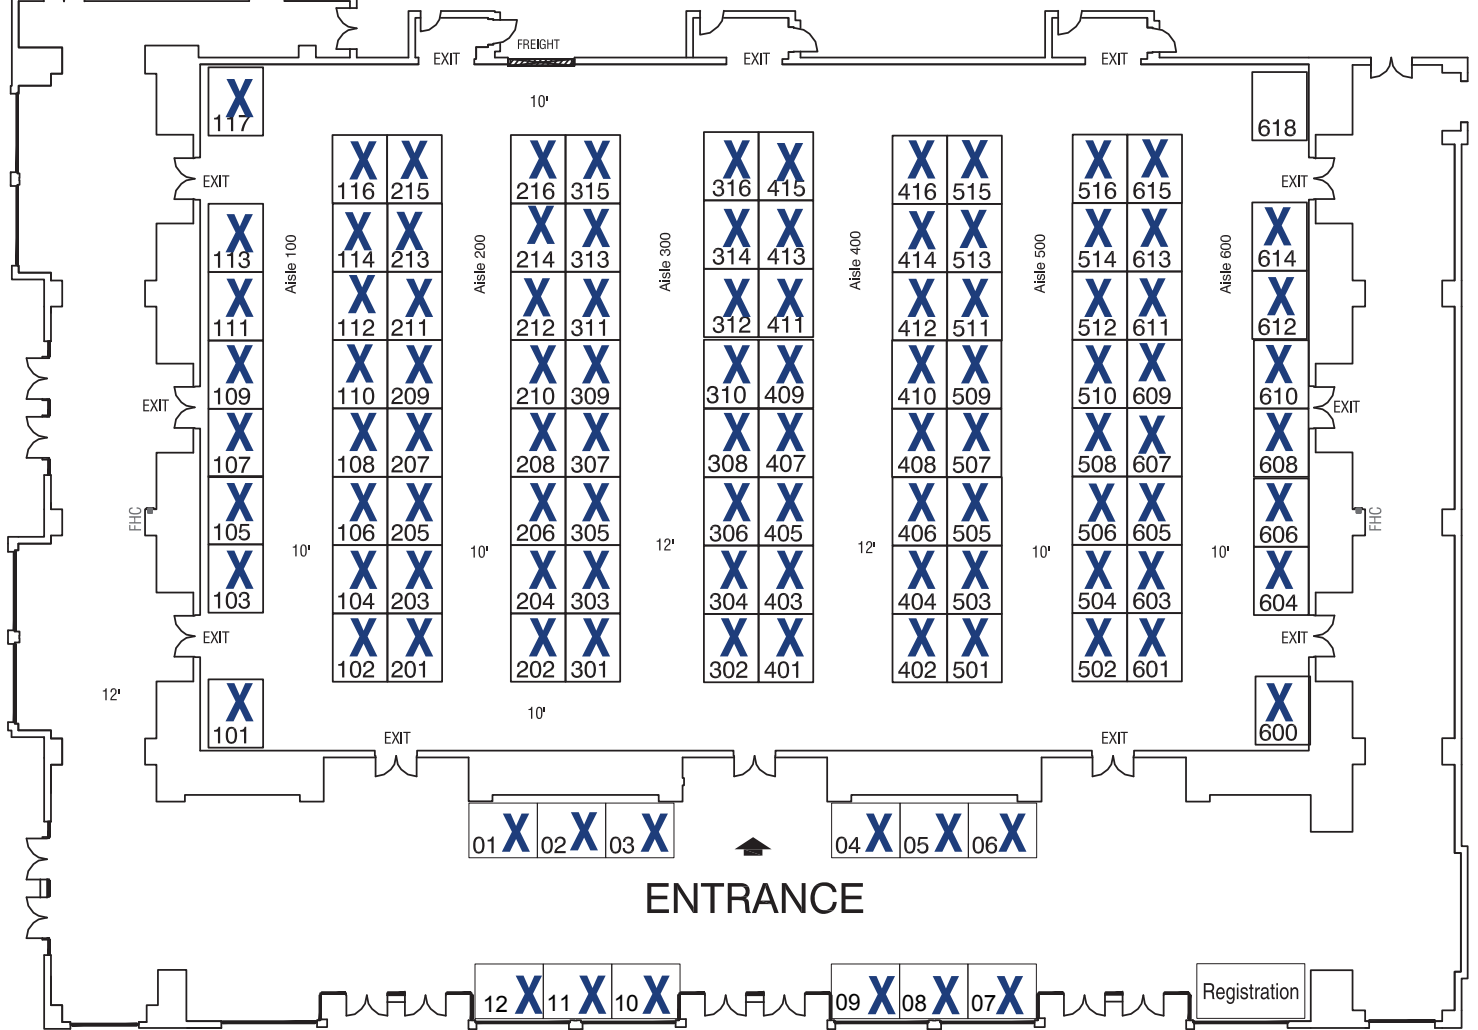 EXIT
FREIGHT
EXIT
EXIT
X 117
10'
618
EXIT
X 116 X 215
X 216 X 315
X 316 X 415
X 416 X 515
X 516 X 615
EXIT
Aisle 100
Aisle 200
Aisle 300
Aisle 400
Aisle 500
Aisle 600
X 113
X 114 X 213
X 214 X 313
X 314 X 413
X 414 X 513
X 514 X 613
X 614
X 111
X 112 X 211
X 212 X 311
X 312 X 411
X 412 X 511
X 512 X 611
X 612
X 109
X 110 X 209
X 210 X 309
X 310 X 409
X 410 X 509
X 510 X 609
X 610
EXIT
EXIT
X 107
X 108 X 207
X 208 X 307
X 308 X 407
X 408 X 507
X 508 X 607
X 608
FHC
X 105
X 106 X 205
X 206 X 305
X 306 X 405
X 406 X 505
X 506 X 605
X 606
FHC
10'
10'
12'
12'
10'
10'
X 103
X 104 X 203
X 204 X 303
X 304 X 403
X 404 X 503
X 504 X 603
X 604
EXIT
X 102 X 201
X 202 X 301
X 302 X 401
X 402 X 501
X 502 X 601
EXIT
12'
X 101
10'
X 600
EXIT
EXIT
01 X 02 X 03 X
04 X 05 X 06 X
ENTRANCE
12 X 11 X 10 X
09 X 08 X 07 X
Registration